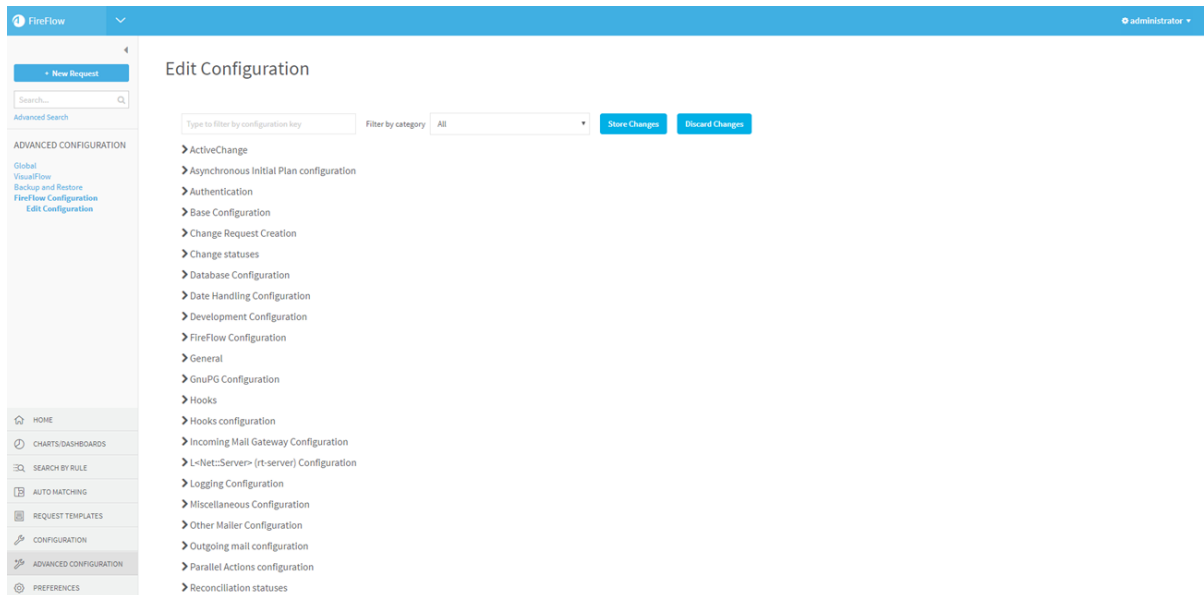 FireFlow
administrator
+ New Request
Search...
Advanced Search
ADVANCED CONFIGURATION
Global
VisualFlow
Backup and Restore
FireFlow Configuration
Edit Configuration
HOME
CHARTS/DASHBOARDS
SEARCH BY RULE
AUTO MATCHING
REQUEST TEMPLATES
CONFIGURATION
ADVANCED CONFIGURATION
PREFERENCES
Edit Configuration
Type to filter by configuration key
Filter by category All
Store Changes
Discard Changes
ActiveChange
Asynchronous Initial Plan configuration
Authentication
Base Configuration
Change Request Creation
Change statuses
Database Configuration
Date Handling Configuration
Development Configuration
FireFlow Configuration
General
GnuPG Configuration
Hooks
Hooks configuration
Incoming Mail Gateway Configuration
L<Net::Server> (rt-server) Configuration
Logging Configuration
Miscellaneous Configuration
Other Mailer Configuration
Outgoing mail configuration
Parallel Actions configuration
Reconciliation statuses